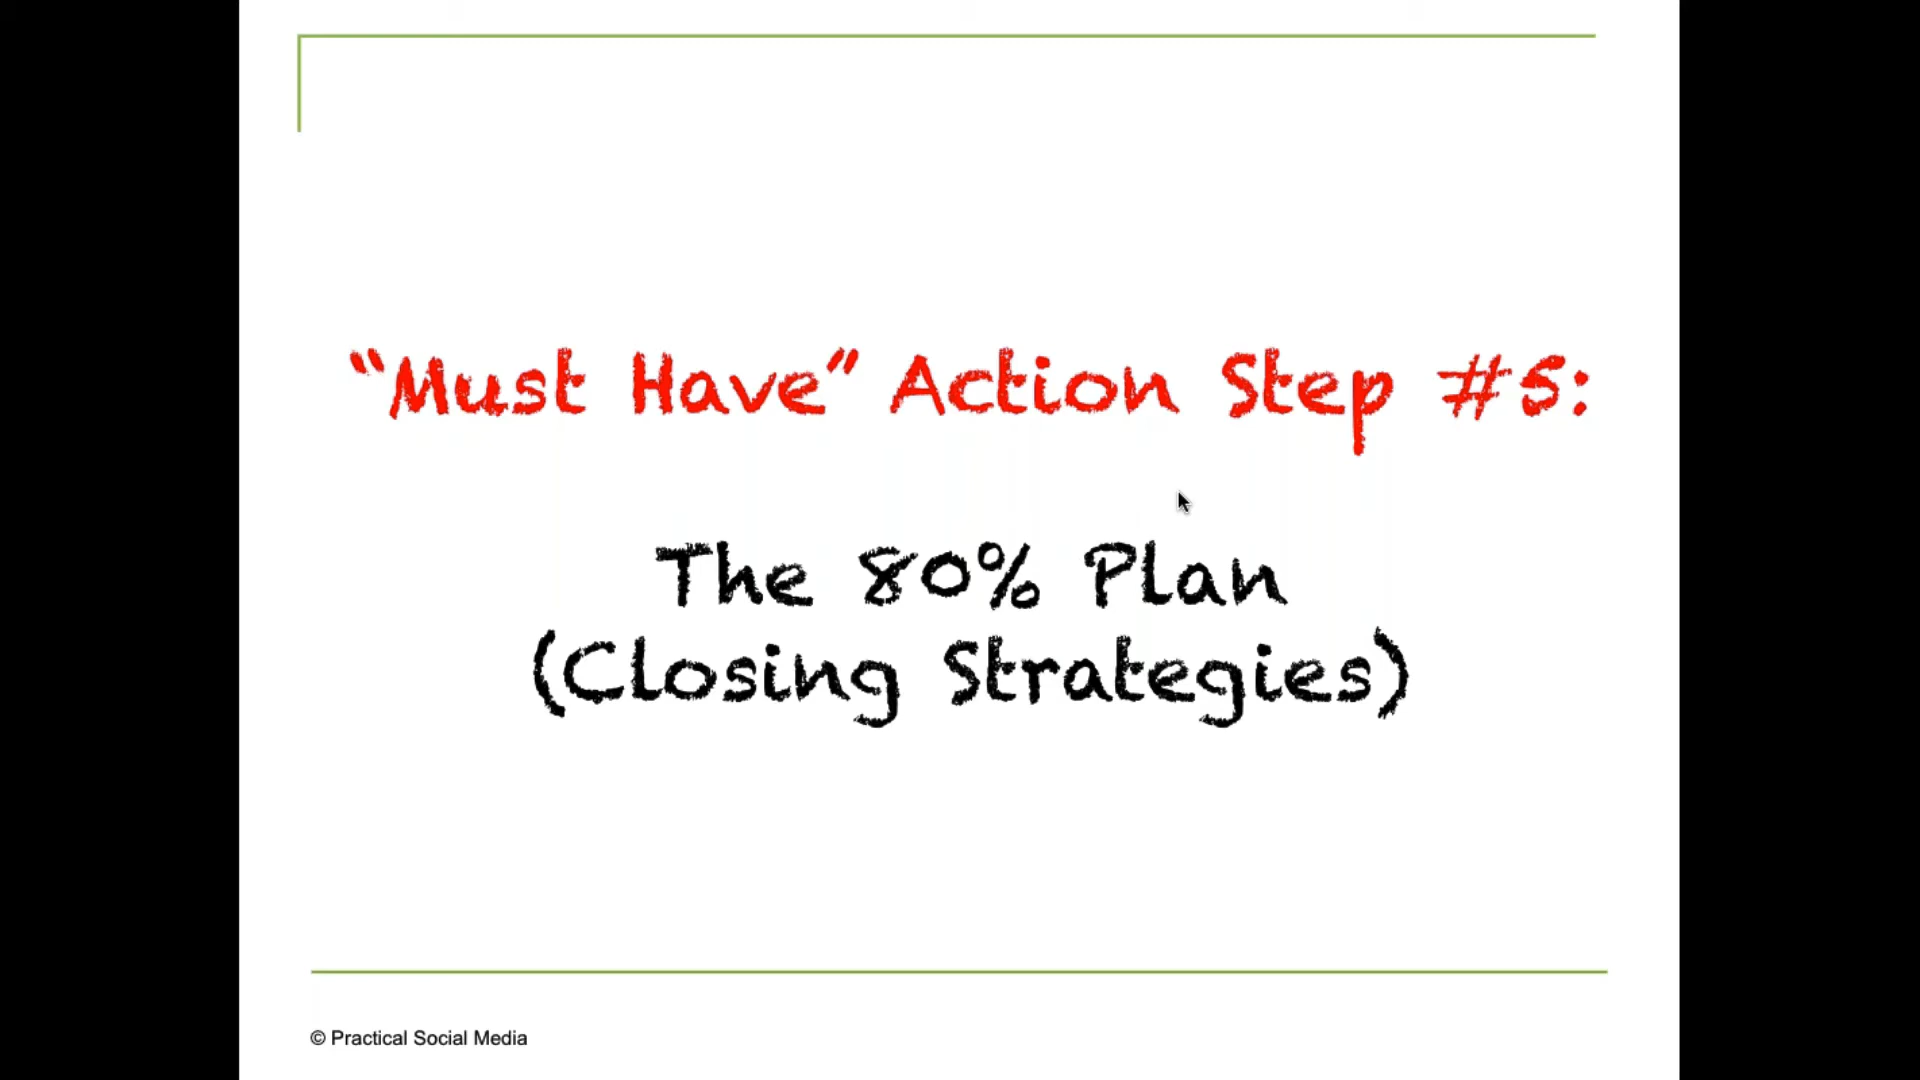 “Must Have” Action Step #5:
The 80% Plan
(Closing Strategies)
© Practical Social Media